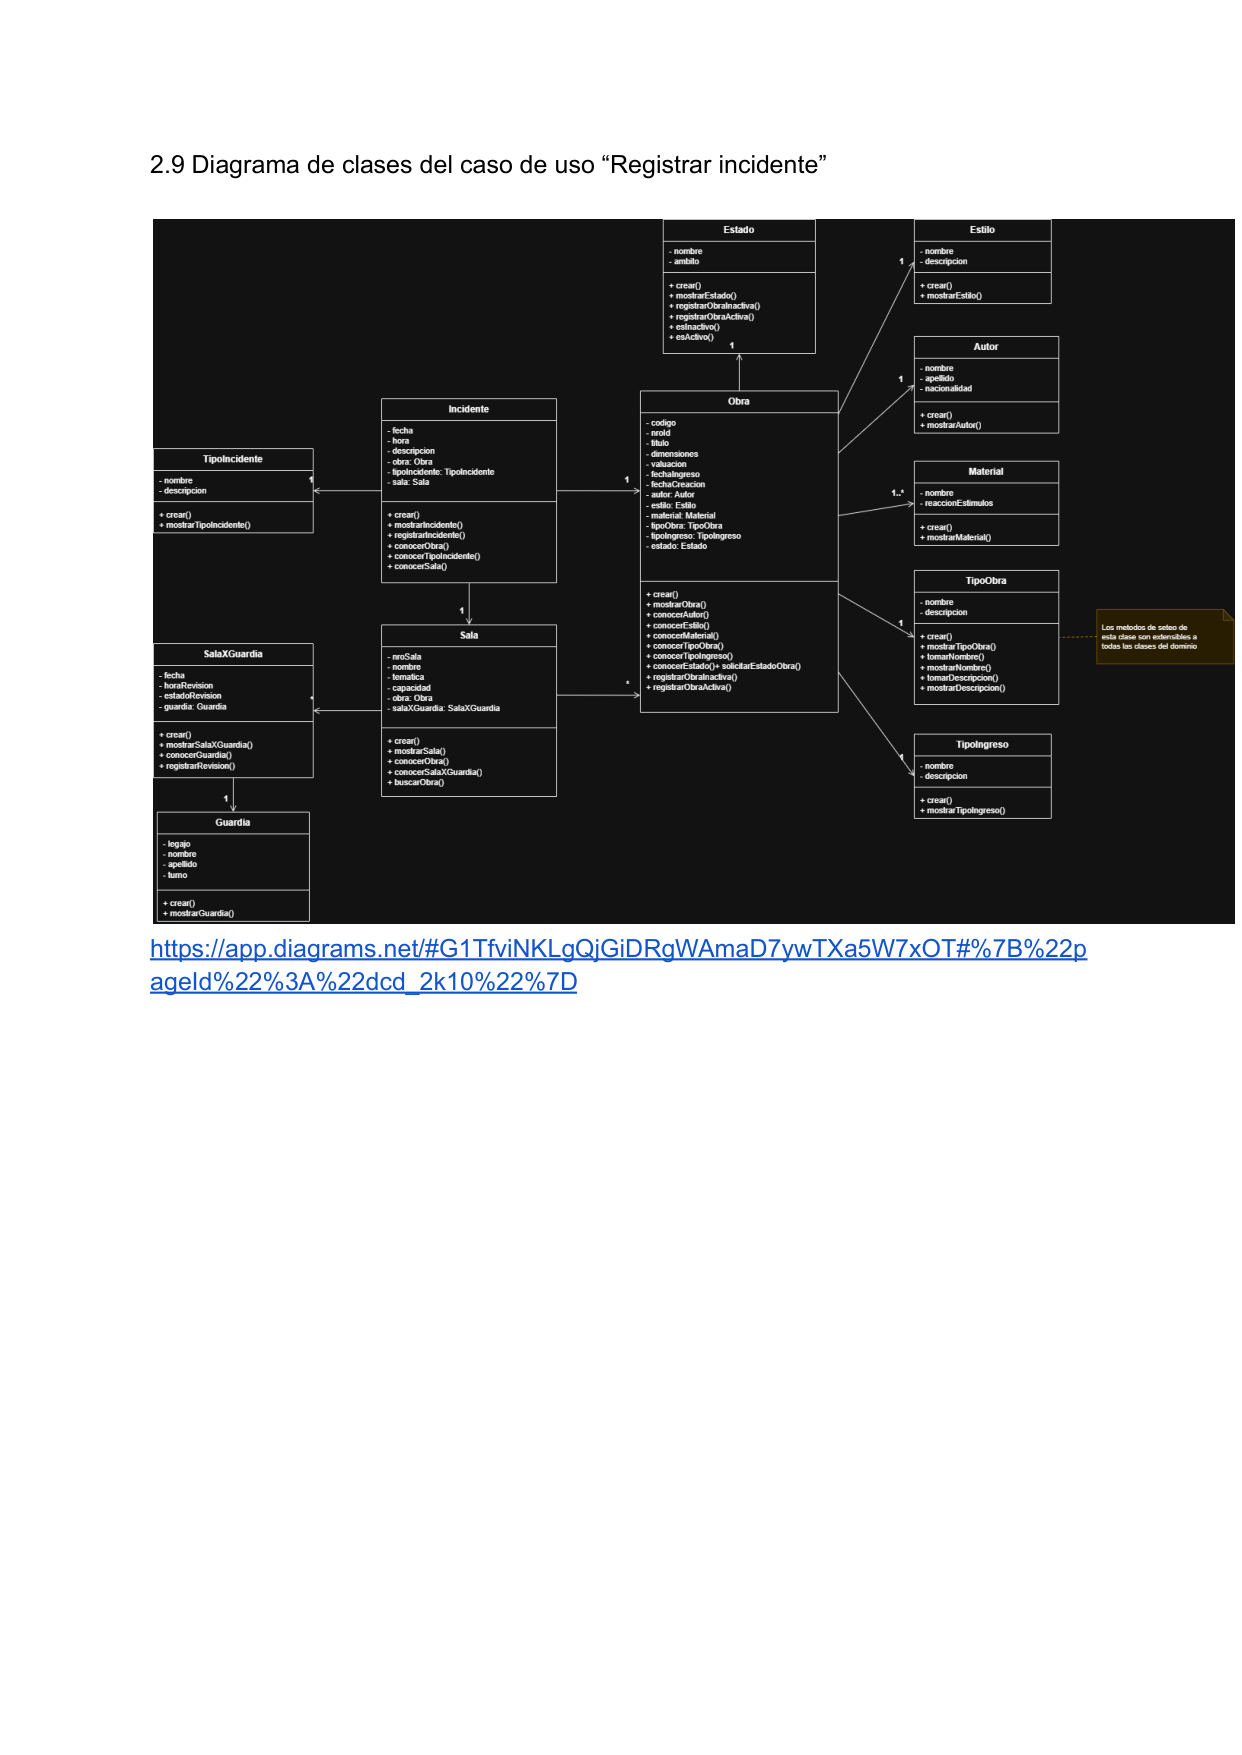 2.9 Diagrama de clases del caso de uso “Registrar incidente”
Estado
- nombre
- ambito
+ crear()
+ mostrarEstado()
+ registrarObraInactiva()
+ registrarObraActiva()
+ esInactivo()
+ esActivo()
1
Estilo
- nombre
- descripcion
+ crear()
+ mostrarEstilo()
1
Autor
- nombre
- apellido
- nacionalidad
+ crear()
+ mostrarAutor()
1
Obra
- codigo
- nroId
- titulo
- dimensiones
- valuacion
- fechaIngreso
- fechaCreacion
- autor: Autor
- estilo: Estilo
- material: Material
- tipoObra: TipoObra
- tipoIngreso: TipoIngreso
- estado: Estado
+ crear()
+ mostrarObra()
+ conocerAutor()
+ conocerEstilo()
+ conocerMaterial()
+ conocerTipoObra()
+ conocerTipoIngreso()
+ conocerEstado()+ solicitarEstadoObra()
+ registrarObraInactiva()
+ registrarObraActiva()
Incidente
- fecha
- hora
- descripcion
- obra: Obra
- tipoIncidente: TipoIncidente
- sala: Sala
+ crear()
+ mostrarIncidente()
+ registrarIncidente()
+ conocerObra()
+ conocerTipoIncidente()
+ conocerSala()
1
TipoIncidente
- nombre
- descripcion
+ crear()
+ mostrarTipoIncidente()
1
Material
- nombre
- reaccionEstimulos
+ crear()
+ mostrarMaterial()
1..*
TipoObra
- nombre
- descripcion
+ crear()
+ mostrarTipoObra()
+ tomarNombre()
+ mostrarNombre()
+ tomarDescripcion()
+ mostrarDescripcion()
1
Los metodos de seteo de
esta clase son extensibles a
todas las clases del dominio
1
Sala
- nroSala
- nombre
- tematica
- capacidad
- obra: Obra
- salaXGuardia: SalaXGuardia
+ crear()
+ mostrarSala()
+ conocerObra()
+ conocerSalaXGuardia()
+ buscarObra()
*
SalaXGuardia
- fecha
- horaRevision
- estadoRevision
- guardia: Guardia
+ crear()
+ mostrarSalaXGuardia()
+ conocerGuardia()
+ registrarRevision()
*
TipoIngreso
- nombre
- descripcion
+ crear()
+ mostrarTipoIngreso()
1
1
Guardia
- legajo
- nombre
- apellido
- turno
+ crear()
+ mostrarGuardia()
https://app.diagrams.net/#G1TfviNKLgQjGiDRgWAmaD7ywTXa5W7xOT#%7B%22p
ageId%22%3A%22dcd_2k10%22%7D